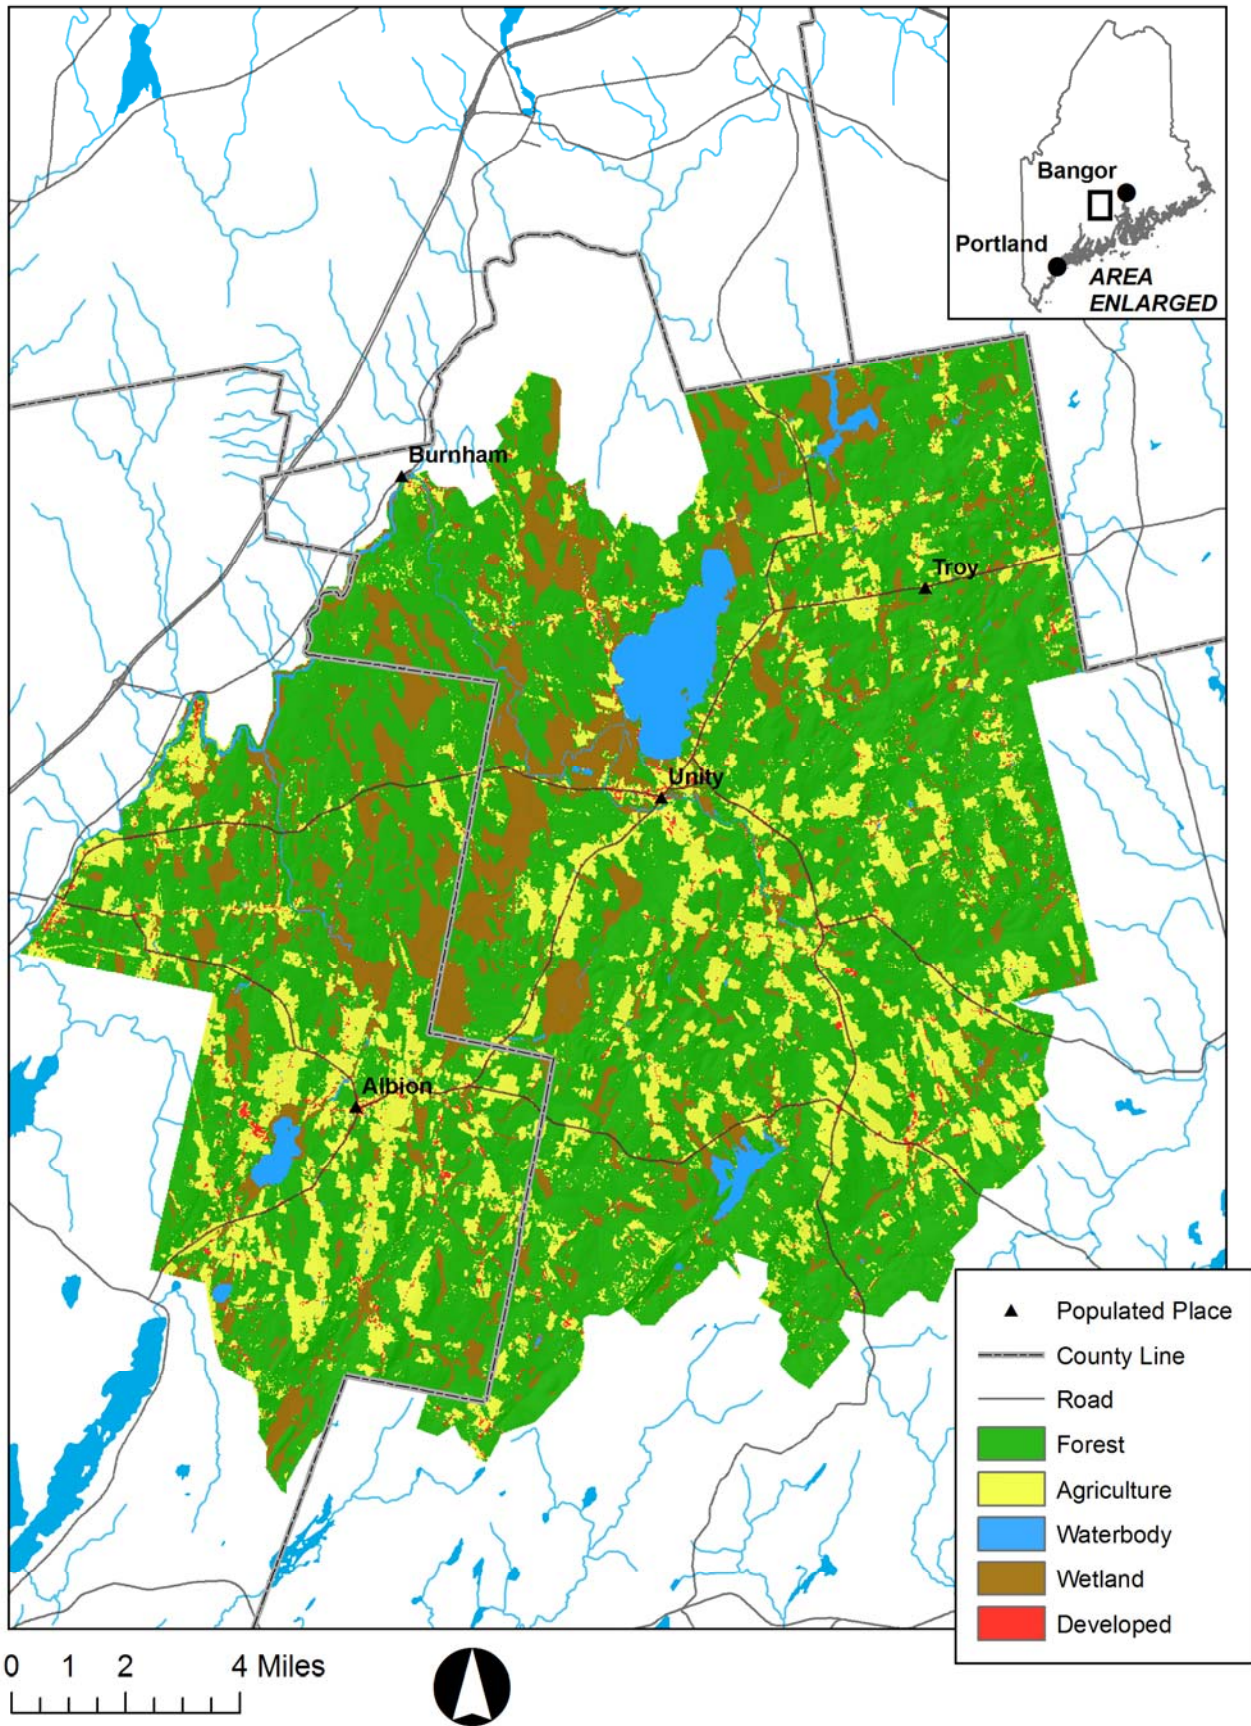 Bangor
Portland
AREA
ENLARGED
Burnham
Troy
Unity
Albion
Populated Place
County Line
Road
Forest
Agriculture
Waterbody
Wetland
Developed
0 1 2 4 Miles